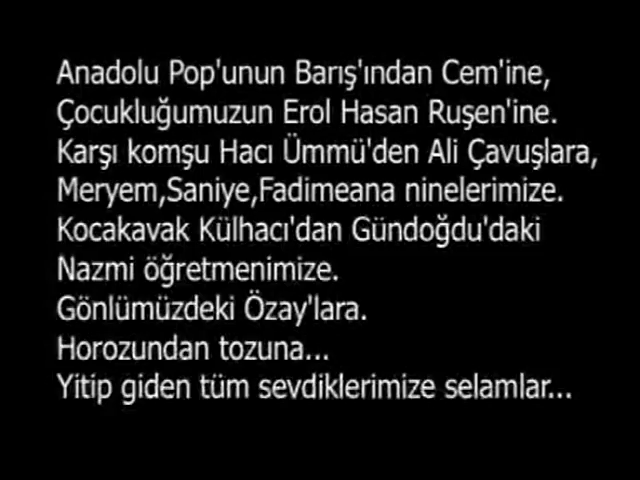 Anadolu Pop'unun Barış'ından Cem'ine,
Çocukluğumuzun Erol Hasan Ruşen'ine.
Karşı komşu Hacı Ümmü'den Ali Çavuşlara,
Meryem,Saniye,Fadimeana ninelerimize.
Kocakavak Külhacı'dan Gündoğdu'daki
Nazmi öğretmenimize.
Gönlümüzdeki Özay'lara.
Horozundan tozuna...
Yitip giden tüm sevdiklerimize selamlar...